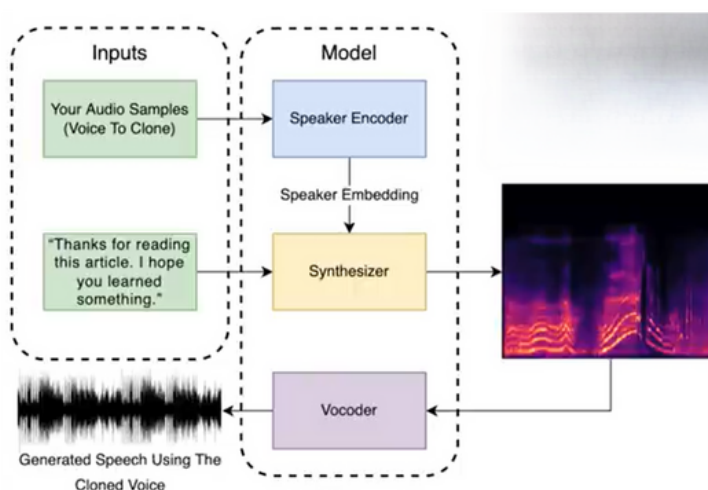 Inputs
Model
Your Audio Samples
(Voice To Clone)
Speaker Encoder
Speaker Embedding
“Thanks for reading
this article. I hope
you learned
something.”
Synthesizer
Vocoder
Generated Speech Using The
Cloned Voice